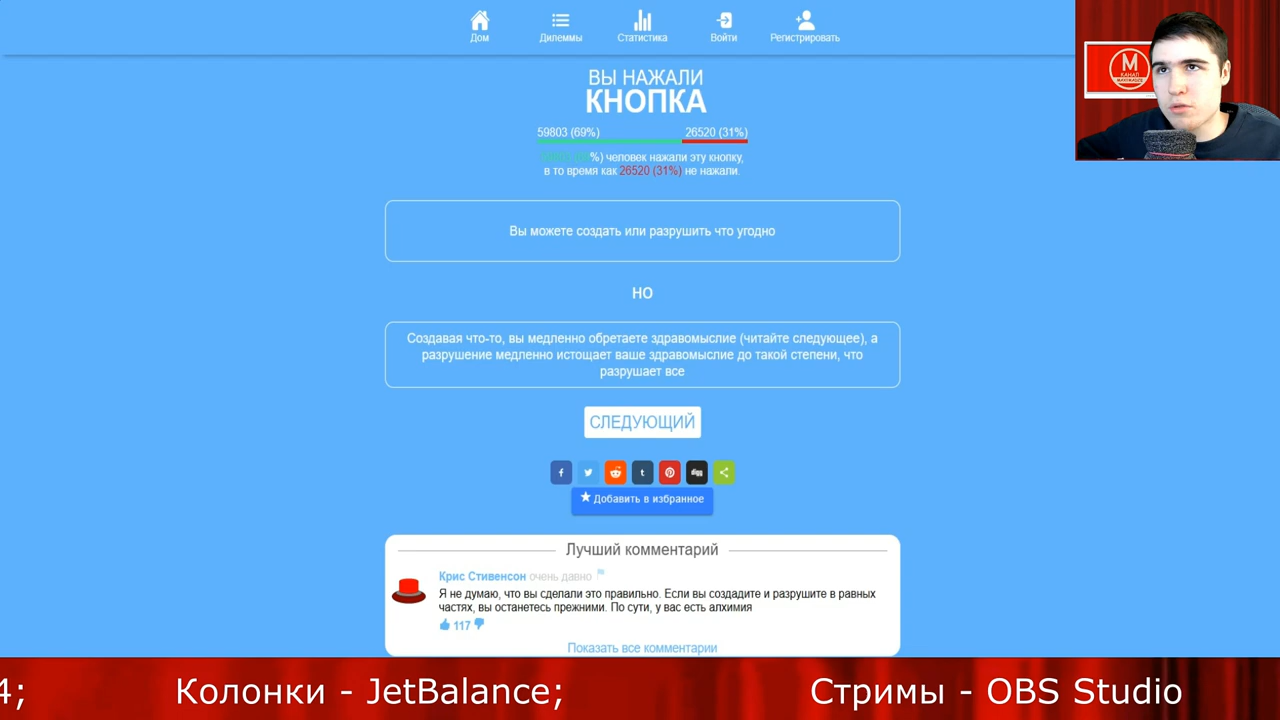 Дом
Дилеммы
Статистика
Войти
Регистрировать
М
КАНАЛ
ВЫ НАЖАЛИ
КНОПКА
59803 (69%) 26520 (31%)
%) человек нажали эту кнопку,
в то время как 26520 (31%) не нажали.
Вы можете создать или разрушить что угодно
НО
Создавая что-то, вы медленно обретаете здравомыслие (читайте следующее), а
разрушение медленно истощает ваше здравомыслие до такой степени, что
разрушает все
СЛЕДУЮЩИЙ
f
t
digg
Добавить в избранное
Лучший комментарий
Крис Стивенсон очень давно
Я не думаю, что вы сделали это правильно. Если вы создадите и разрушите в равных
частях, вы останетесь прежними. По сути, у вас есть алхимия
117
Показать все комментарии
4; Колонки - JetBalance; Стримы - OBS Studio